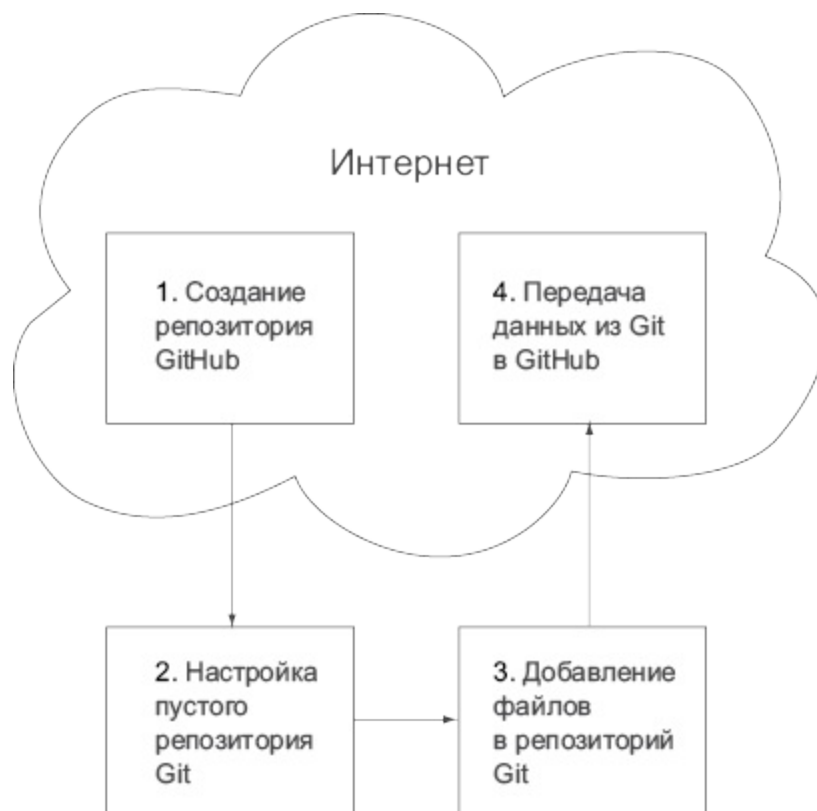 Интернет
1. Создание
репозитория
GitHub
4. Передача
данных из Git
в GitHub
2. Настройка
пустого
репозитория
Git
3. Добавление
файлов
в репозиторий
Git